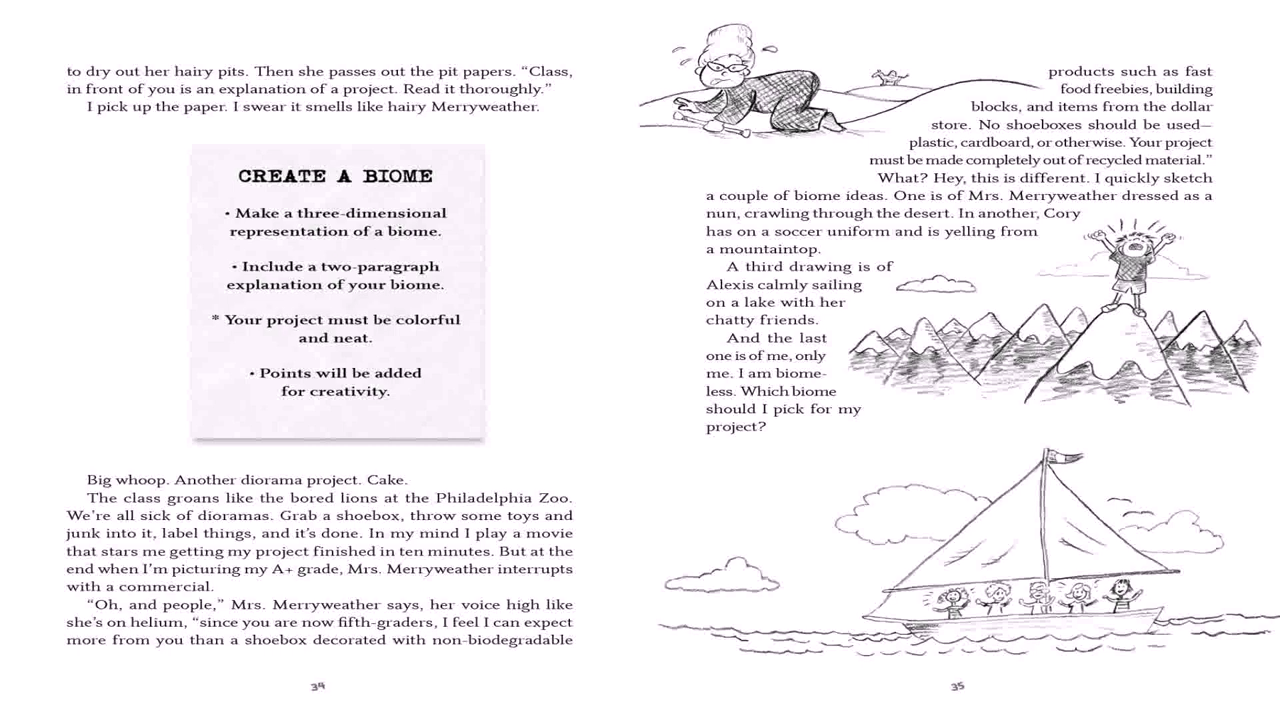 to dry out her hairy pits. Then she passes out the pit papers. “Class,
in front of you is an explanation of a project. Read it thoroughly.”
I pick up the paper. I swear it smells like hairy Merryweather.
CREATE A BIOME
• Make a three-dimensional
representation of a biome.
• Include a two-paragraph
explanation of your biome.
* Your project must be colorful
and neat.
• Points will be added
for creativity.
Big whoop. Another diorama project. Cake.
The class groans like the bored lions at the Philadelphia Zoo.
We’re all sick of dioramas. Grab a shoebox, throw some toys and
junk into it, label things, and it’s done. In my mind I play a movie
that stars me getting my project finished in ten minutes. But at the
end when I’m picturing my A+ grade, Mrs. Merryweather interrupts
with a commercial.
“Oh, and people,” Mrs. Merryweather says, her voice high like
she’s on helium, “since you are now fifth-graders, I feel I can expect
more from you than a shoebox decorated with non-biodegradable
34
products such as fast
food freebies, building
blocks, and items from the dollar
store. No shoeboxes should be used—
plastic, cardboard, or otherwise. Your project
must be made completely out of recycled material.”
What? Hey, this is different. I quickly sketch
a couple of biome ideas. One is of Mrs. Merryweather dressed as a
nun, crawling through the desert. In another, Cory
has on a soccer uniform and is yelling from
a mountaintop.
A third drawing is of
Alexis calmly sailing
on a lake with her
chatty friends.
And the last
one is of me, only
me. I am biome-
less. Which biome
should I pick for my
project?
35